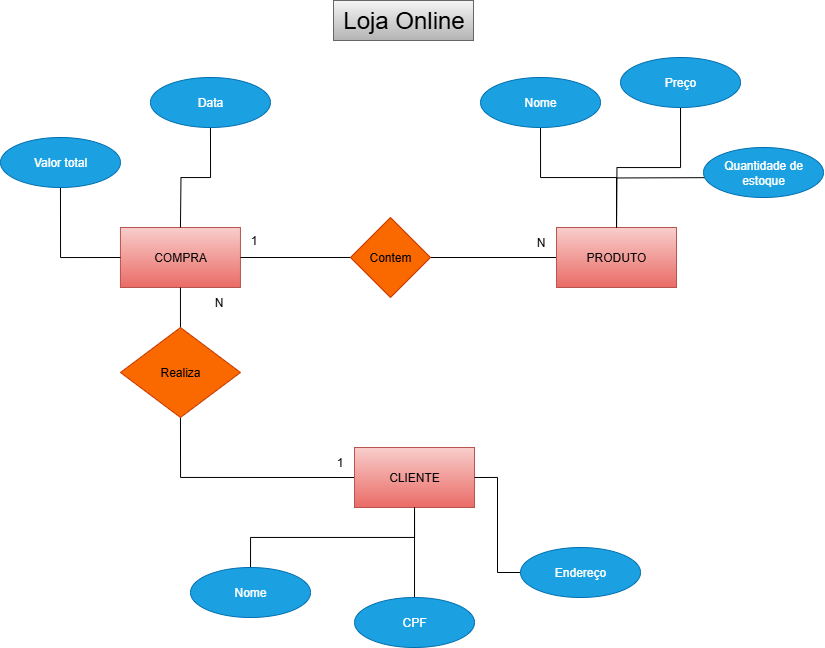 Loja Online
Data
Nome
Preço
Valor total
Quantidade de
estoque
COMPRA
1
Contem
N
PRODUTO
N
Realiza
1
CLIENTE
Nome
CPF
Endereço